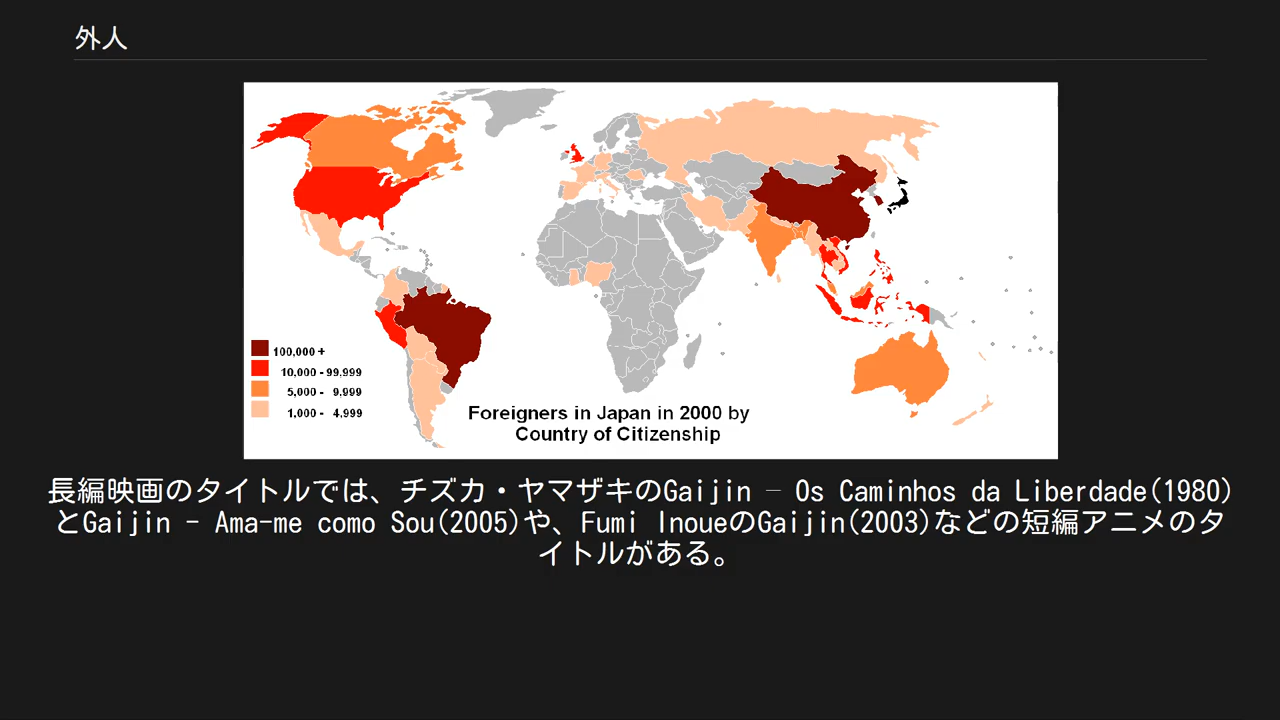 外人
100,000 +
10,000 - 99.999
5,000 - 9.999
1,000 - 4.999
Foreigners in Japan in 2000 by
Country of Citizenship
長編映画のタイトルでは、チズカ・ヤマザキのGaijin – Os Caminhos da Liberdade(1980)
とGaijin - Ama-me como Sou(2005)や、Fumi InoueのGaijin(2003)などの短編アニメのタ
イトルがある。